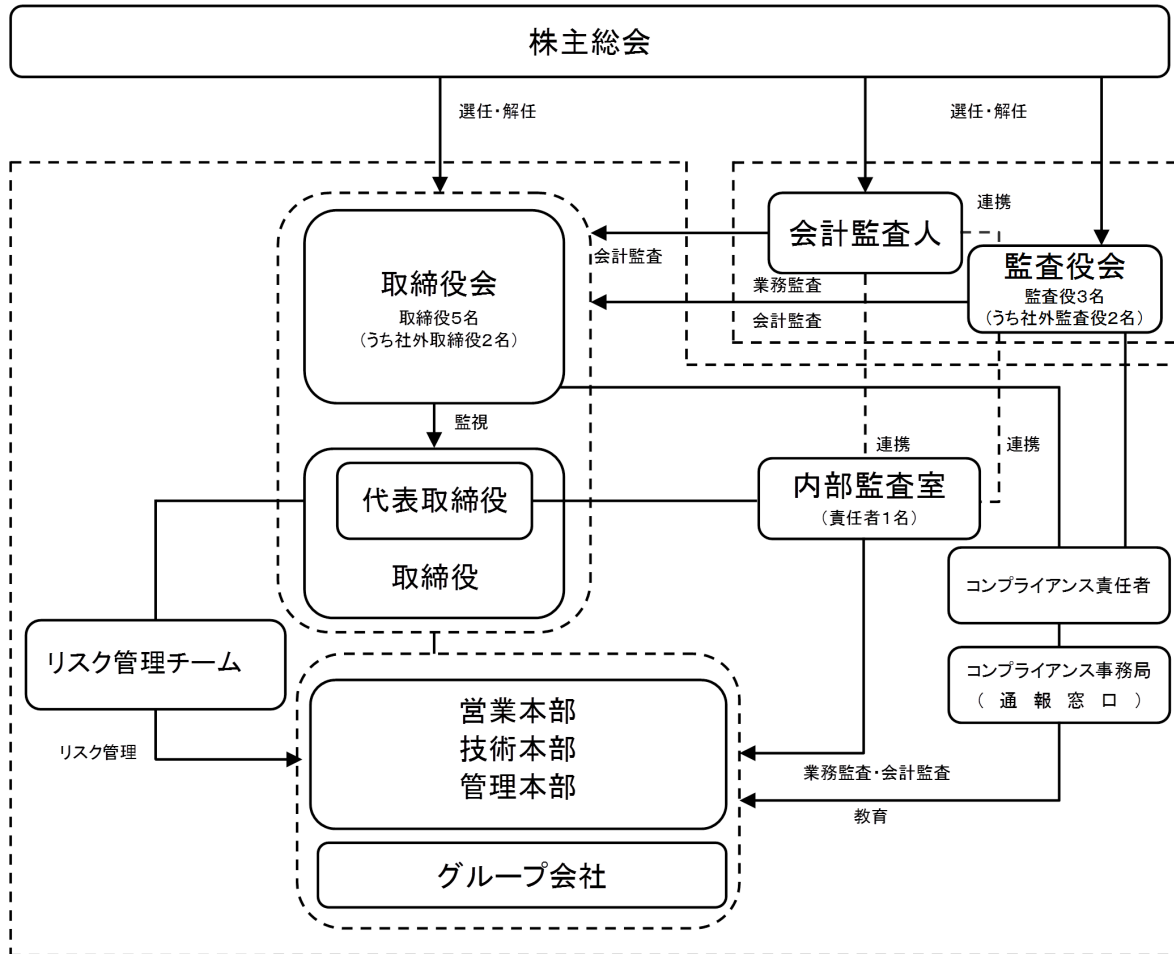 株主総会
選任・解任
選任・解任
会計監査人
連携
監査役会
監査役3名
(うち社外監査役2名)
会計監査
業務監査
会計監査
取締役会
取締役5名
(うち社外取締役2名)
監視
連携
連携
代表取締役
取締役
内部監査室
(責任者1名)
コンプライアンス責任者
リスク管理チーム
コンプライアンス事務局
(通報窓口)
営業本部
技術本部
管理本部
リスク管理
業務監査・会計監査
教育
グループ会社